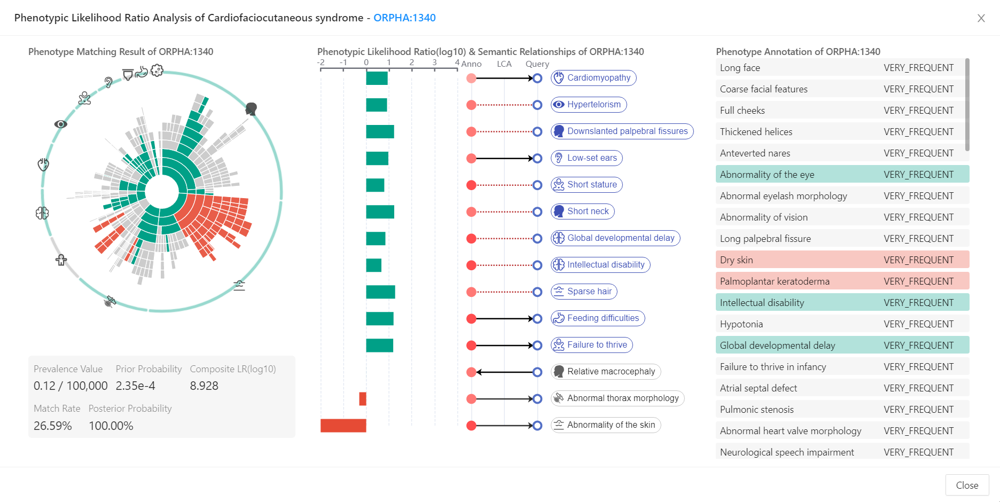 Phenotypic Likelihood Ratio Analysis of Cardiofaciocutaneous syndrome - ORPHA:1340
Phenotype Matching Result of ORPHA:1340
Prevalence Value Prior Probability Composite LR(log10)
0.12 / 100,000 2.35e-4 8.928
Match Rate Posterior Probability
26.59% 100.00%
Phenotypic Likelihood Ratio(log10) & Semantic Relationships of ORPHA:1340
-2 -1 0 1 2 3 4 Anno LCA Query
Cardiomyopathy
Hypertelorism
Downslanted palpebral fissures
Low-set ears
Short stature
Short neck
Global developmental delay
Intellectual disability
Sparse hair
Feeding difficulties
Failure to thrive
Relative macrocephaly
Abnormal thorax morphology
Abnormality of the skin
Phenotype Annotation of ORPHA:1340
Long face VERY_FREQUENT
Coarse facial features VERY_FREQUENT
Full cheeks VERY_FREQUENT
Thickened helices VERY_FREQUENT
Anteverted nares VERY_FREQUENT
Abnormality of the eye VERY_FREQUENT
Abnormal eyelash morphology VERY_FREQUENT
Abnormality of vision VERY_FREQUENT
Long palpebral fissure VERY_FREQUENT
Dry skin VERY_FREQUENT
Palmoplantar keratoderma VERY_FREQUENT
Intellectual disability VERY_FREQUENT
Hypotonia VERY_FREQUENT
Global developmental delay VERY_FREQUENT
Failure to thrive in infancy VERY_FREQUENT
Atrial septal defect VERY_FREQUENT
Pulmonic stenosis VERY_FREQUENT
Abnormal heart valve morphology VERY_FREQUENT
Neurological speech impairment VERY_FREQUENT
Close